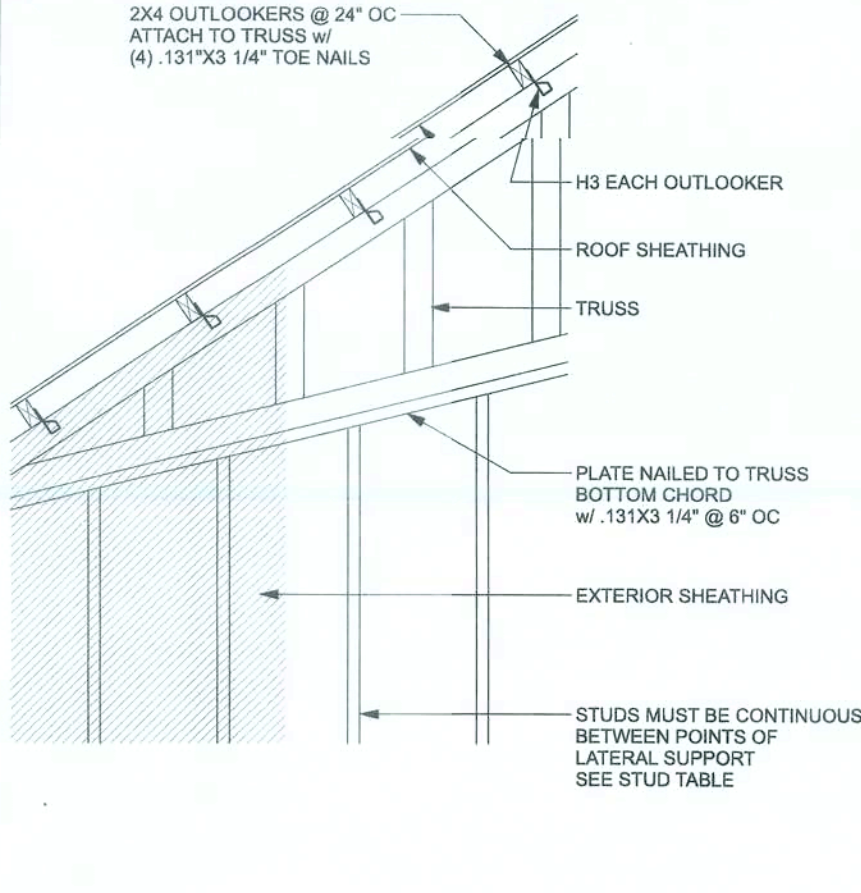 2X4 OUTLOOKERS @ 24" OC
ATTACH TO TRUSS w/
(4) .131"X3 1/4" TOE NAILS
H3 EACH OUTLOOKER
ROOF SHEATHING
TRUSS
PLATE NAILED TO TRUSS
BOTTOM CHORD
w/ .131X3 1/4" @ 6" OC
EXTERIOR SHEATHING
STUDS MUST BE CONTINUOUS
BETWEEN POINTS OF
LATERAL SUPPORT
SEE STUD TABLE